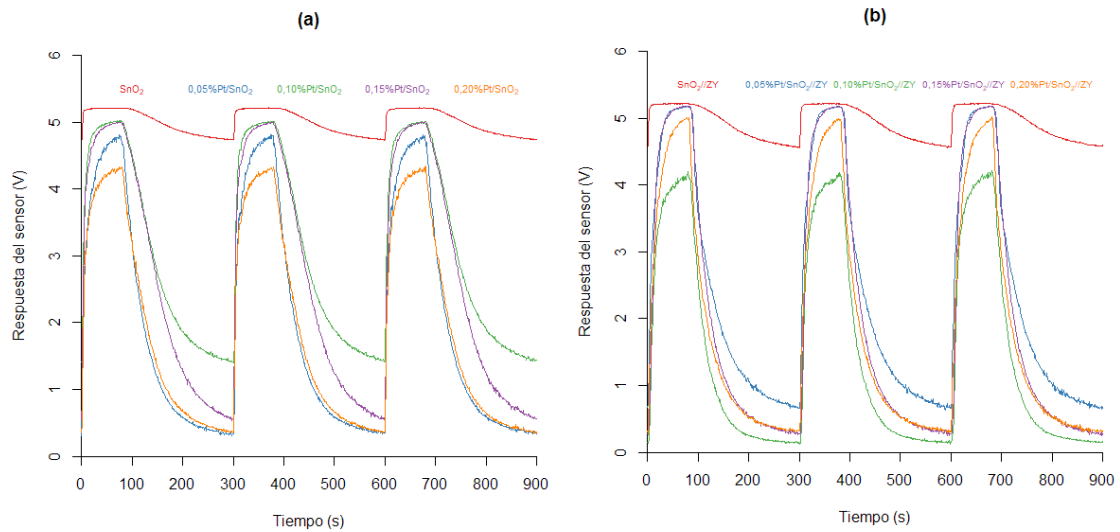 (a)
Respuesta del sensor (V)
6
5
4
3
2
1
0
SnO₂ 0,05%Pt/SnO₂ 0,10%Pt/SnO₂ 0,15%Pt/SnO₂ 0,20%Pt/SnO₂
0 100 200 300 400 500 600 700 800 900
Tiempo (s)
(b)
Respuesta del sensor (V)
6
5
4
3
2
1
0
SnO₂//ZY 0,05%Pt/SnO₂//ZY 0,10%Pt/SnO₂//ZY 0,15%Pt/SnO₂//ZY 0,20%Pt/SnO₂//ZY
0 100 200 300 400 500 600 700 800 900
Tiempo (s)